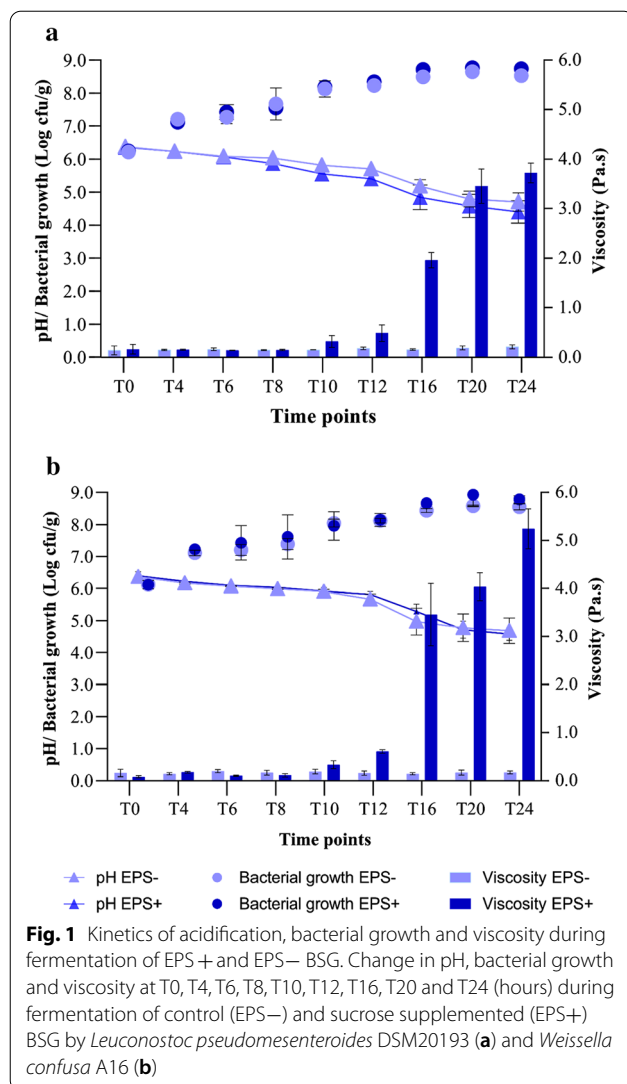 a
9.0
8.0
7.0
6.0
5.0
4.0
3.0
2.0
1.0
0.0
pH/ Bacterial growth (Log cfu/g)
6.0
5.0
4.0
3.0
2.0
1.0
0.0
Viscosity (Pa.s)
T0 T4 T6 T8 T10 T12 T16 T20 T24
Time points
b
9.0
8.0
7.0
6.0
5.0
4.0
3.0
2.0
1.0
0.0
pH/ Bacterial growth (Log cfu/g)
6.0
5.0
4.0
3.0
2.0
1.0
0.0
Viscosity (Pa.s)
T0 T4 T6 T8 T10 T12 T16 T20 T24
Time points
pH EPS- Bacterial growth EPS- Viscosity EPS-
pH EPS+ Bacterial growth EPS+ Viscosity EPS+
Fig. 1 Kinetics of acidification, bacterial growth and viscosity during
fermentation of EPS+ and EPS− BSG. Change in pH, bacterial growth
and viscosity at T0, T4, T6, T8, T10, T12, T16, T20 and T24 (hours) during
fermentation of control (EPS−) and sucrose supplemented (EPS+)
BSG by Leuconostoc pseudomesenteroides DSM20193 (a) and Weissella
confusa A16 (b)